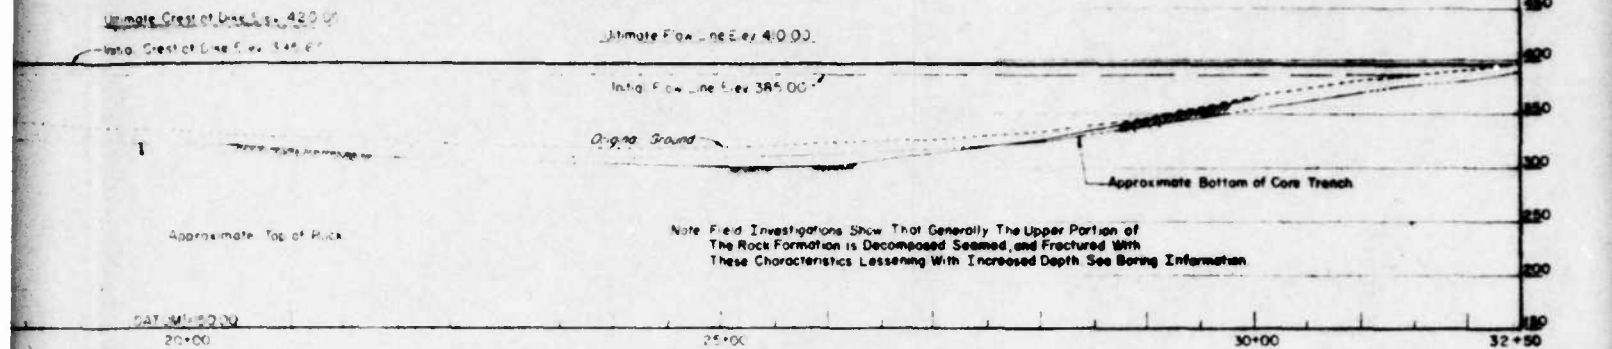 Ultimate Crest of Dike Elev 420.00
Initial Crest of Dike Elev
Ultimate Flow Line Elev 410.00
Initial Flow Line Elev 385.00
400
350
Original Ground
300
Approximate Bottom of Core Trench
250
Approximate Top of Rock
Note Field Investigations Show That Generally The Upper Portion of
The Rock Formation is Decomposed Seamed, and Fractured With
These Characteristics Lessening With Increased Depth See Boring Information
200
DATUM 150.00
150
20+00
25+00
30+00
32+50